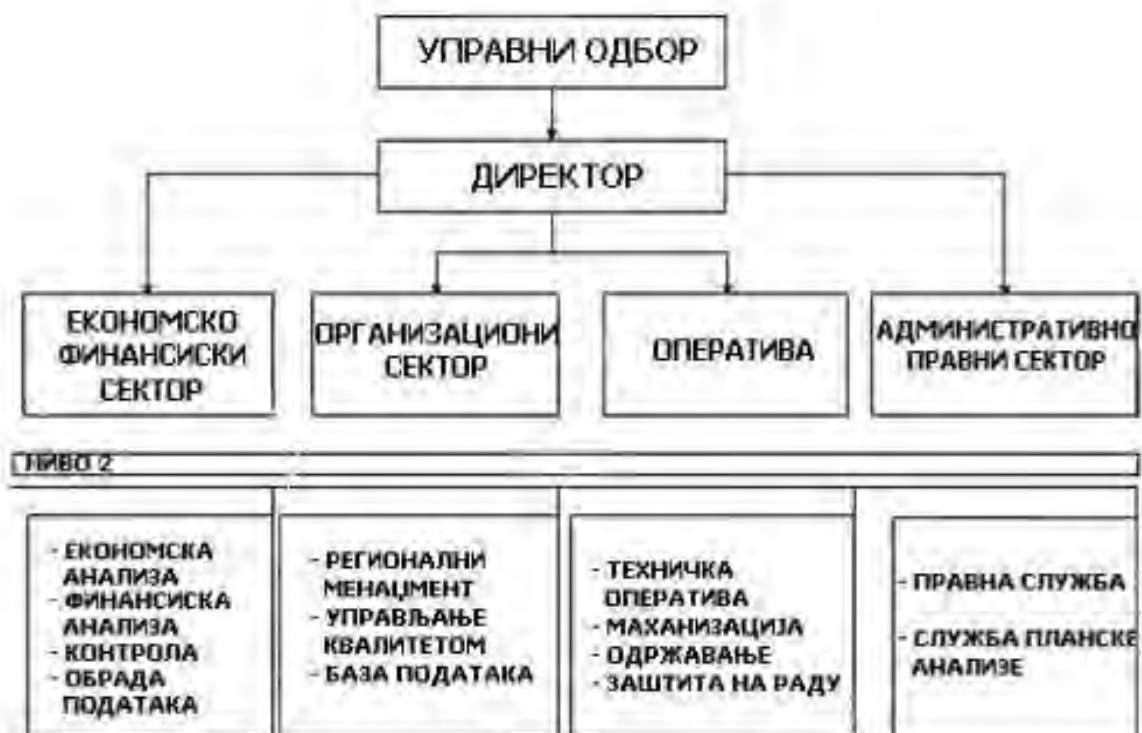 УПРАВНИ ОДБОР
ДИРЕКТОР
ЕКОНОМСКО
ФИНАНСИСКИ
СЕКТОР
ОРГАНИЗАЦИОНИ
СЕКТОР
ОПЕРАТИВА
АДМИНИСТРАТИВНО
ПРАВНИ СЕКТОР
НИВО 2
- ЕКОНОМСКА
АНАЛИЗА
- ФИНАНСИСКА
АНАЛИЗА
- КОНТРОЛА
- ОБРАДА
ПОДАТАКА
- РЕГИОНАЛНИ
МЕНАЏМЕНТ
- УПРАВЉАЊЕ
КВАЛИТЕТОМ
- БАЗА ПОДАТАКА
- ТЕХНИЧКА
ОПЕРАТИВА
- МАХАНИЗАЦИЈА
- ОДРЖАВАЊЕ
- ЗАШТИТА НА РАДУ
- ПРАВНА СЛУЖБА
- СЛУЖБА ПЛАНСКЕ
АНАЛИЗЕ